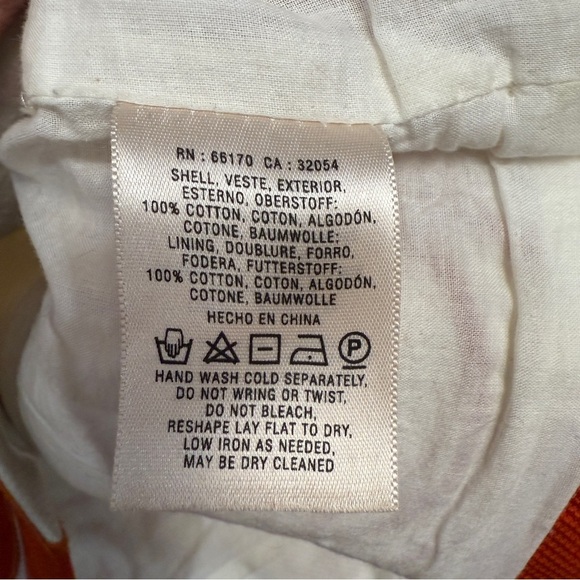 RN : 66170 CA : 32054
SHELL, VESTE, EXTERIOR,
ESTERNO, OBERSTOFF:
100% COTTON, COTON, ALGODÓN,
COTONE, BAUMWOLLE:
LINING, DOUBLURE, FORRO,
FODERA, FUTTERSTOFF:
100% COTTON, COTON, ALGODÓN,
COTONE, BAUMWOLLE
HECHO EN CHINA
P
HAND WASH COLD SEPARATELY,
DO NOT WRING OR TWIST,
DO NOT BLEACH,
RESHAPE LAY FLAT TO DRY,
LOW IRON AS NEEDED,
MAY BE DRY CLEANED